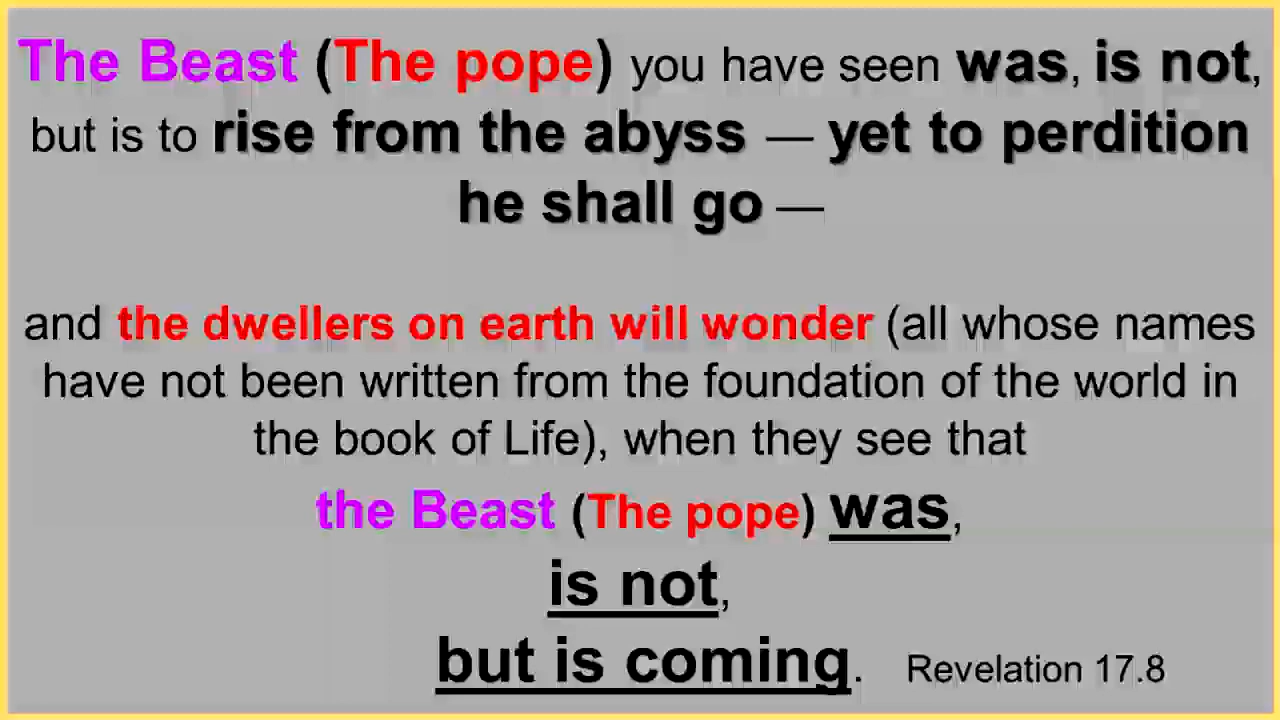 The Beast (The pope) you have seen was, is not,
but is to rise from the abyss — yet to perdition
he shall go —
and the dwellers on earth will wonder (all whose names
have not been written from the foundation of the world in
the book of Life), when they see that
the Beast (The pope) was,
is not,
but is coming. Revelation 17.8